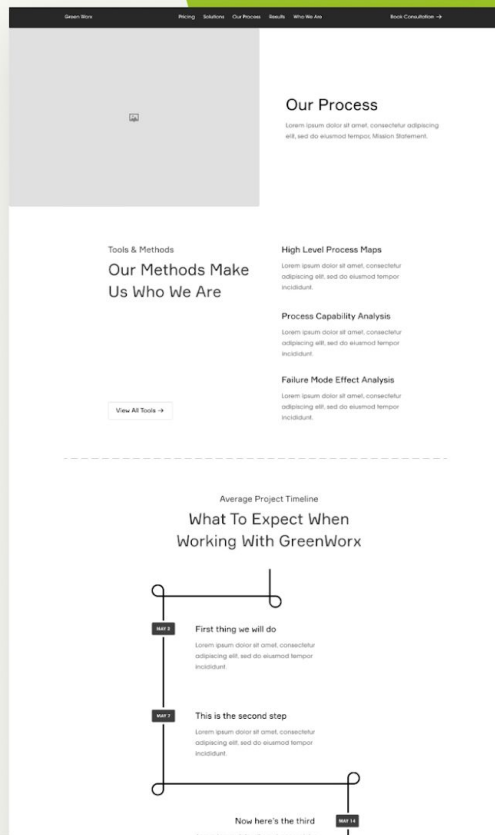 Green Worx
Pricing Solutions Our Process Results Who We Are
Book Consultation →
Our Process
Lorem ipsum dolor sit amet, consectetur adipiscing
elit, sed do eiusmod tempor, Mission Statement.
Tools & Methods
Our Methods Make
Us Who We Are
View All Tools →
High Level Process Maps
Lorem ipsum dolor sit amet, consectetur
adipiscing elit, sed do eiusmod tempor
incididunt.
Process Capability Analysis
Lorem ipsum dolor sit amet, consectetur
adipiscing elit, sed do eiusmod tempor
incididunt.
Failure Mode Effect Analysis
Lorem ipsum dolor sit amet, consectetur
adipiscing elit, sed do eiusmod tempor
incididunt.
Average Project Timeline
What To Expect When
Working With GreenWorx
MAY 5
First thing we will do
Lorem ipsum dolor sit amet, consectetur
adipiscing elit, sed do eiusmod tempor
incididunt.
MAY 7
This is the second step
Lorem ipsum dolor sit amet, consectetur
adipiscing elit, sed do eiusmod tempor
incididunt.
Now here's the third
MAY 14